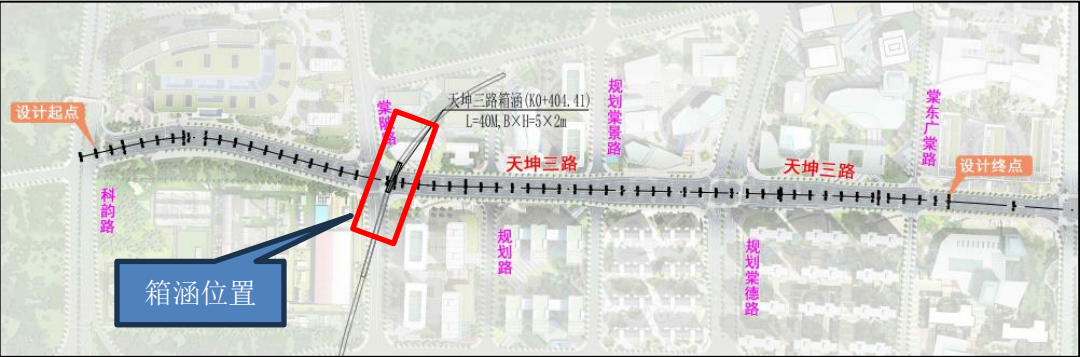 设计起点
科韵路
天坤三路箱涵(K0+404.41)
L=40M,B×H=5×2m
规划棠景路
天坤三路
规划路
天坤三路
规划棠德路
棠东广棠路
设计终点
箱涵位置